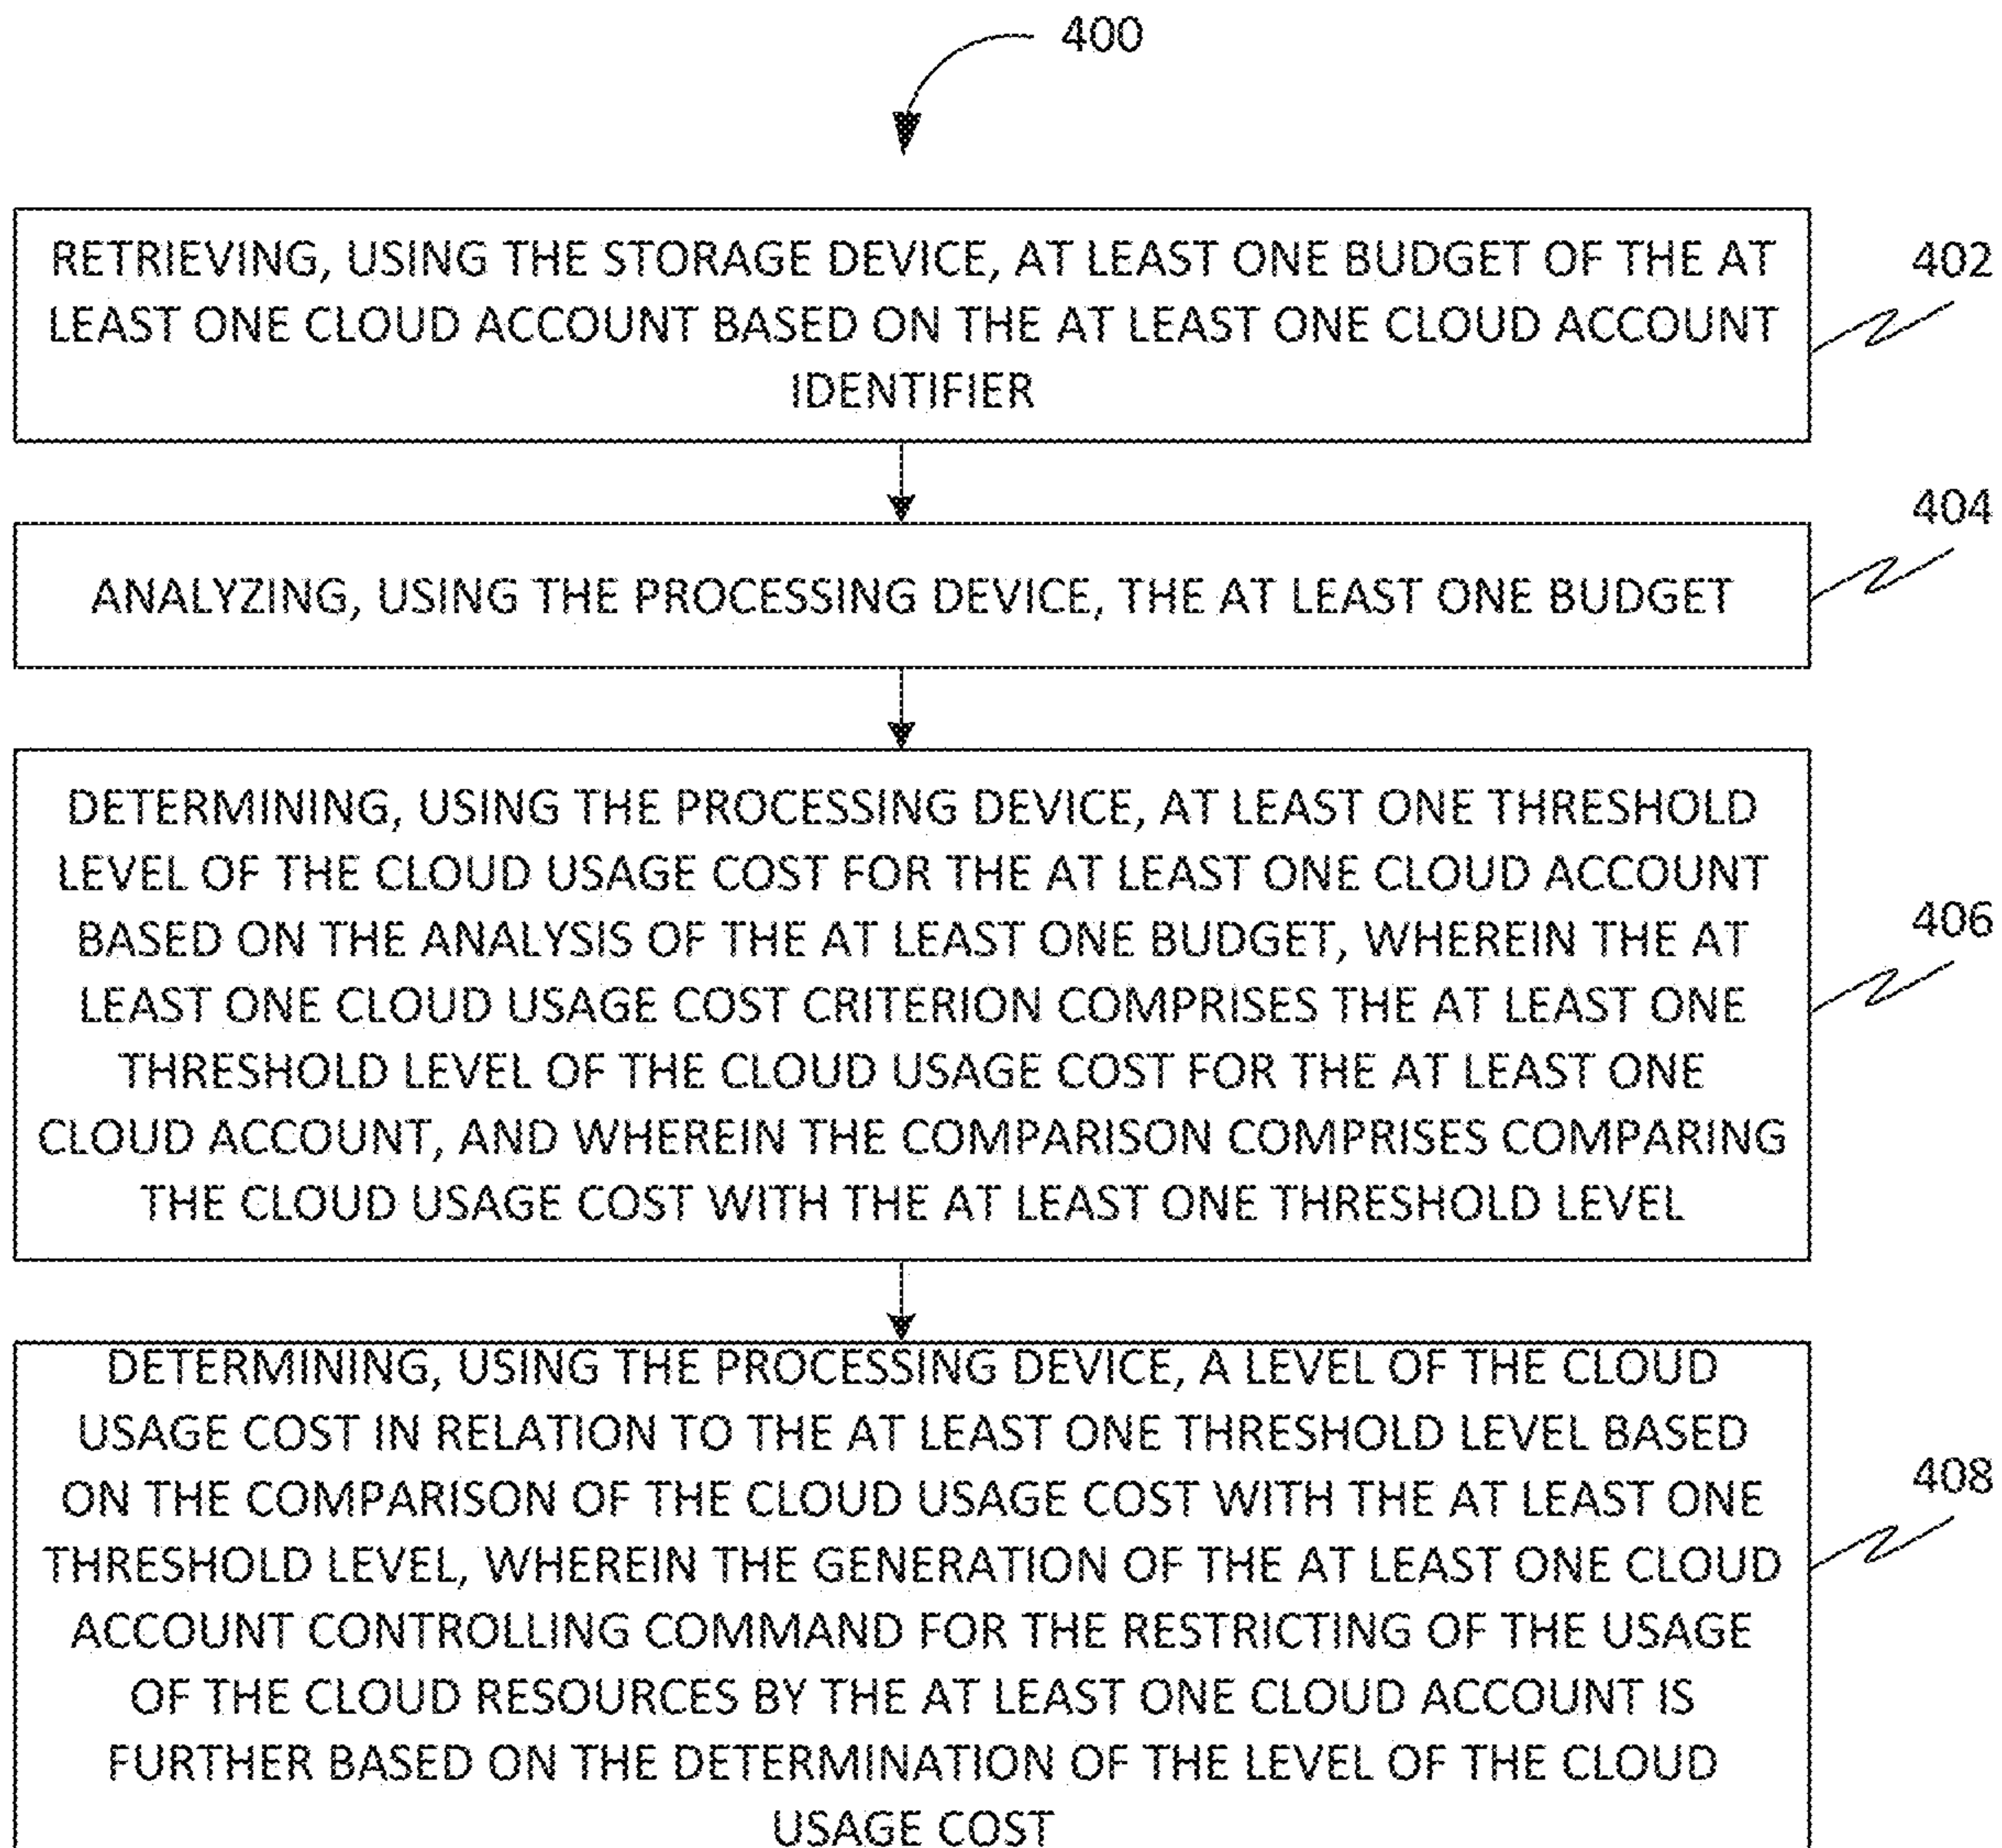 400
RETRIEVING, USING THE STORAGE DEVICE, AT LEAST ONE BUDGET OF THE AT
LEAST ONE CLOUD ACCOUNT BASED ON THE AT LEAST ONE CLOUD ACCOUNT
IDENTIFIER
402
ANALYZING, USING THE PROCESSING DEVICE, THE AT LEAST ONE BUDGET
404
DETERMINING, USING THE PROCESSING DEVICE, AT LEAST ONE THRESHOLD
LEVEL OF THE CLOUD USAGE COST FOR THE AT LEAST ONE CLOUD ACCOUNT
BASED ON THE ANALYSIS OF THE AT LEAST ONE BUDGET, WHEREIN THE AT
LEAST ONE CLOUD USAGE COST CRITERION COMPRISES THE AT LEAST ONE
THRESHOLD LEVEL OF THE CLOUD USAGE COST FOR THE AT LEAST ONE
CLOUD ACCOUNT, AND WHEREIN THE COMPARISON COMPRISES COMPARING
THE CLOUD USAGE COST WITH THE AT LEAST ONE THRESHOLD LEVEL
406
DETERMINING, USING THE PROCESSING DEVICE, A LEVEL OF THE CLOUD
USAGE COST IN RELATION TO THE AT LEAST ONE THRESHOLD LEVEL BASED
ON THE COMPARISON OF THE CLOUD USAGE COST WITH THE AT LEAST ONE
THRESHOLD LEVEL, WHEREIN THE GENERATION OF THE AT LEAST ONE CLOUD
ACCOUNT CONTROLLING COMMAND FOR THE RESTRICTING OF THE USAGE
OF THE CLOUD RESOURCES BY THE AT LEAST ONE CLOUD ACCOUNT IS
FURTHER BASED ON THE DETERMINATION OF THE LEVEL OF THE CLOUD
USAGE COST
408